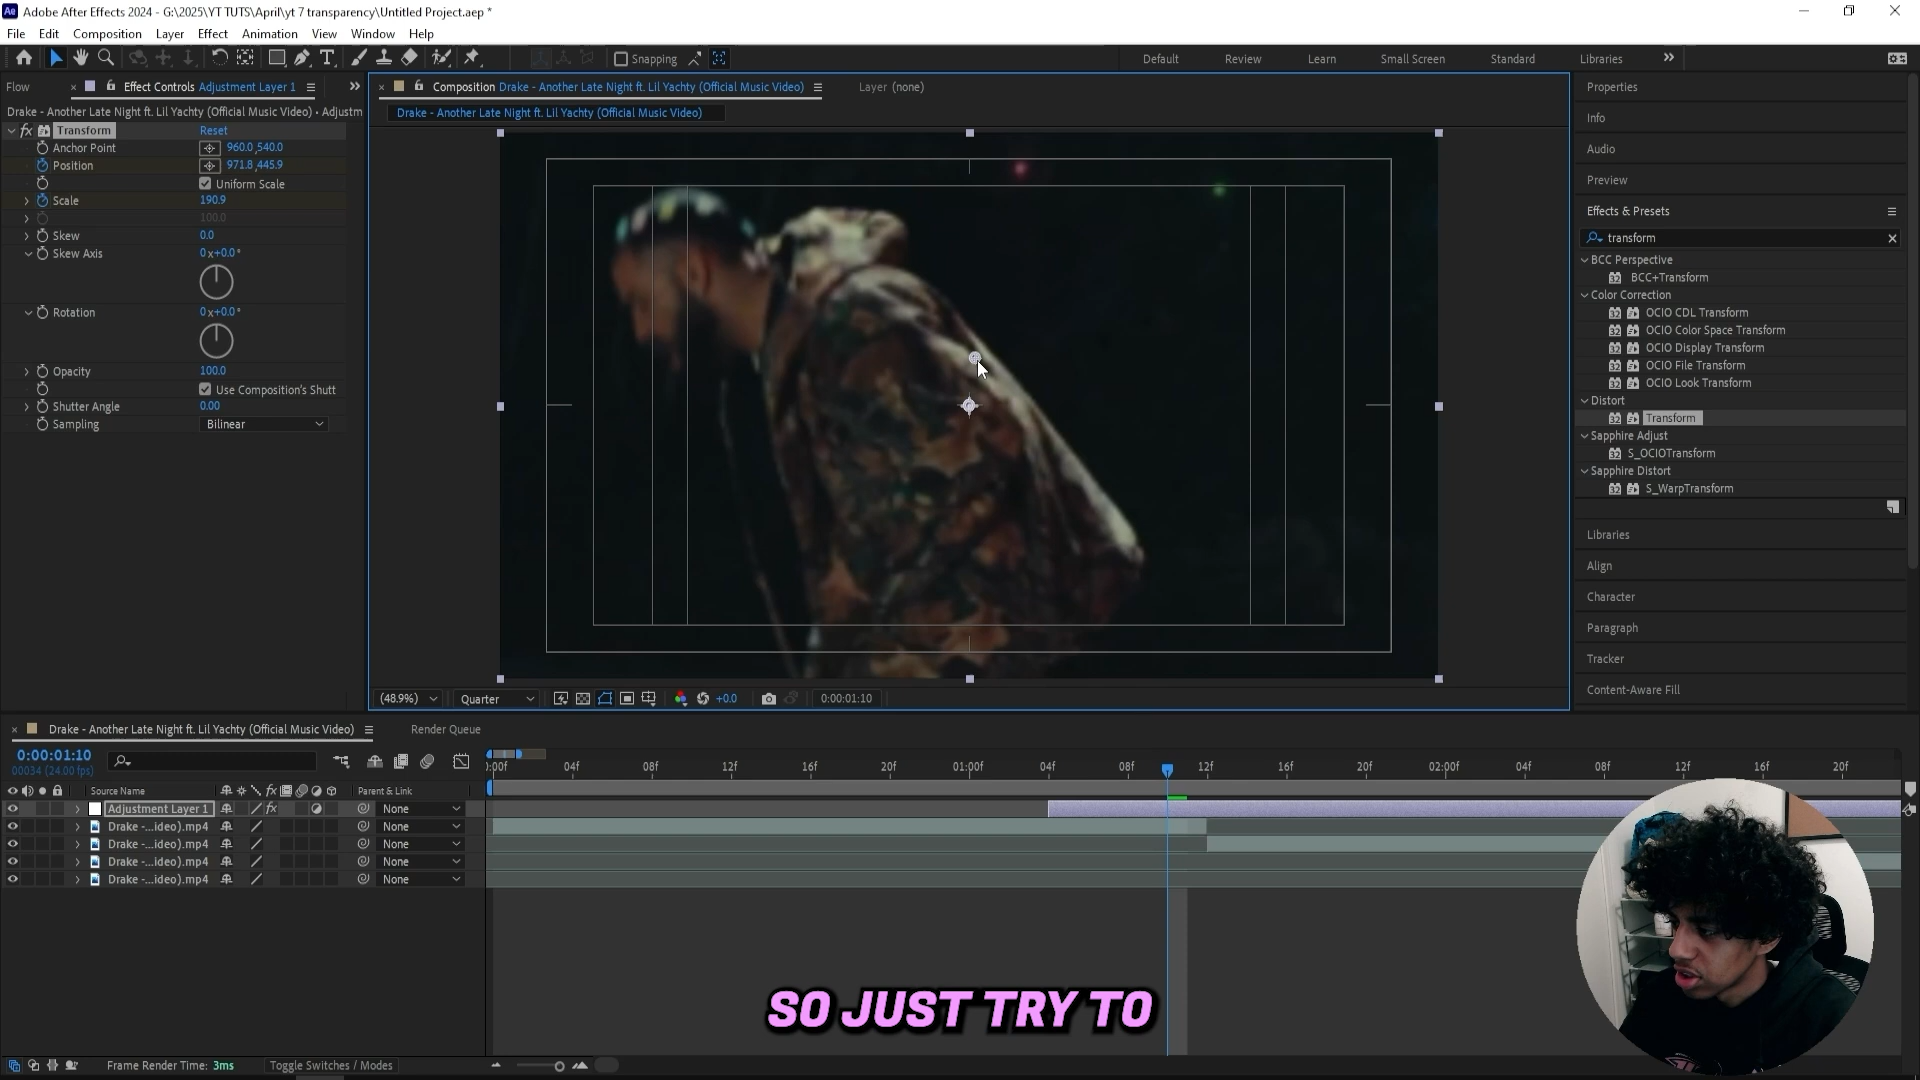 Adobe After Effects 2024 - G:\2025\YT TUTS\April\yt 7 transparency\Untitled Project.aep *
File Edit Composition Layer Effect Animation View Window Help
Snapping Default Review Learn Small Screen Standard Libraries
Flow Effect Controls Adjustment Layer 1
Drake - Another Late Night ft. Lil Yachty (Official Music Video) • Adjustm
fx Transform Reset
Anchor Point 960.0,540.0
Position 971.8,445.9
Uniform Scale
Scale 190.9
100.0
Skew 0.0
Skew Axis 0x+0.0°
Rotation 0x+0.0°
Opacity 100.0
Use Composition's Shutt
Shutter Angle 0.00
Sampling Bilinear
Composition Drake - Another Late Night ft. Lil Yachty (Official Music Video) Layer (none)
Drake - Another Late Night ft. Lil Yachty (Official Music Video)
(48.9%) Quarter +0.0 0:00:01:10
Properties
Info
Audio
Preview
Effects & Presets
transform
BCC Perspective
BCC+Transform
Color Correction
OCIO CDL Transform
OCIO Color Space Transform
OCIO Display Transform
OCIO File Transform
OCIO Look Transform
Distort
Transform
Sapphire Adjust
S_OCIOTransform
Sapphire Distort
S_WarpTransform
Libraries
Align
Character
Paragraph
Tracker
Content-Aware Fill
Drake - Another Late Night ft. Lil Yachty (Official Music Video) Render Queue
0:00:01:10
00034 (24.00 fps)
:00f 04f 08f 12f 16f 20f 01:00f 04f 08f 12f 16f 20f 02:00f 04f 08f 12f 16f 20f
Source Name Parent & Link
Adjustment Layer 1 fx None
Drake -...ideo).mp4 None
Drake -...ideo).mp4 None
Drake -...ideo).mp4 None
Drake -...ideo).mp4 None
SO JUST TRY TO
Frame Render Time: 3ms Toggle Switches / Modes